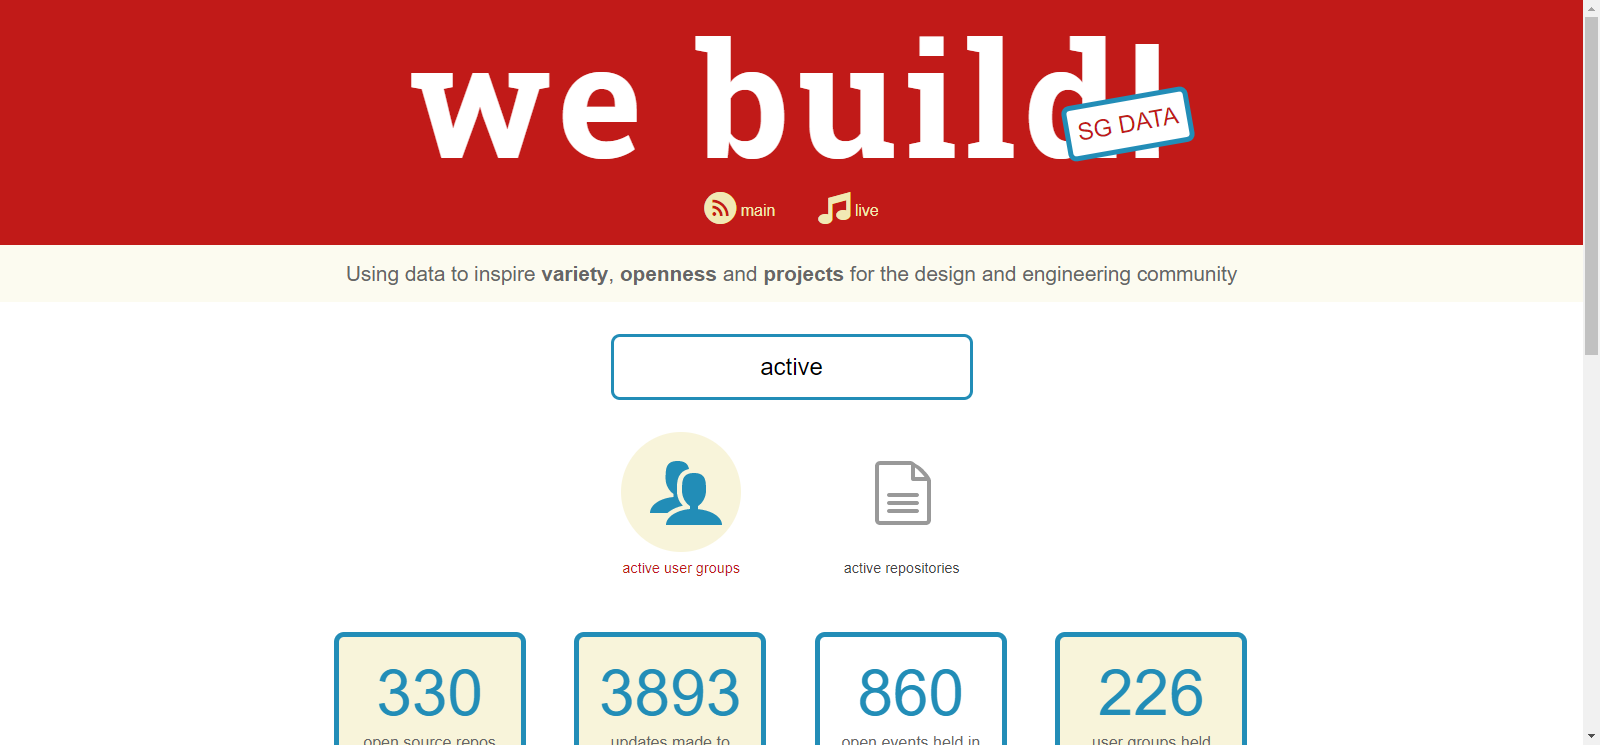 we build!
SG DATA
main live
Using data to inspire variety, openness and projects for the design and engineering community
active
active user groups active repositories
330 3893 860 226
open source repos updates made to open events held in user groups held